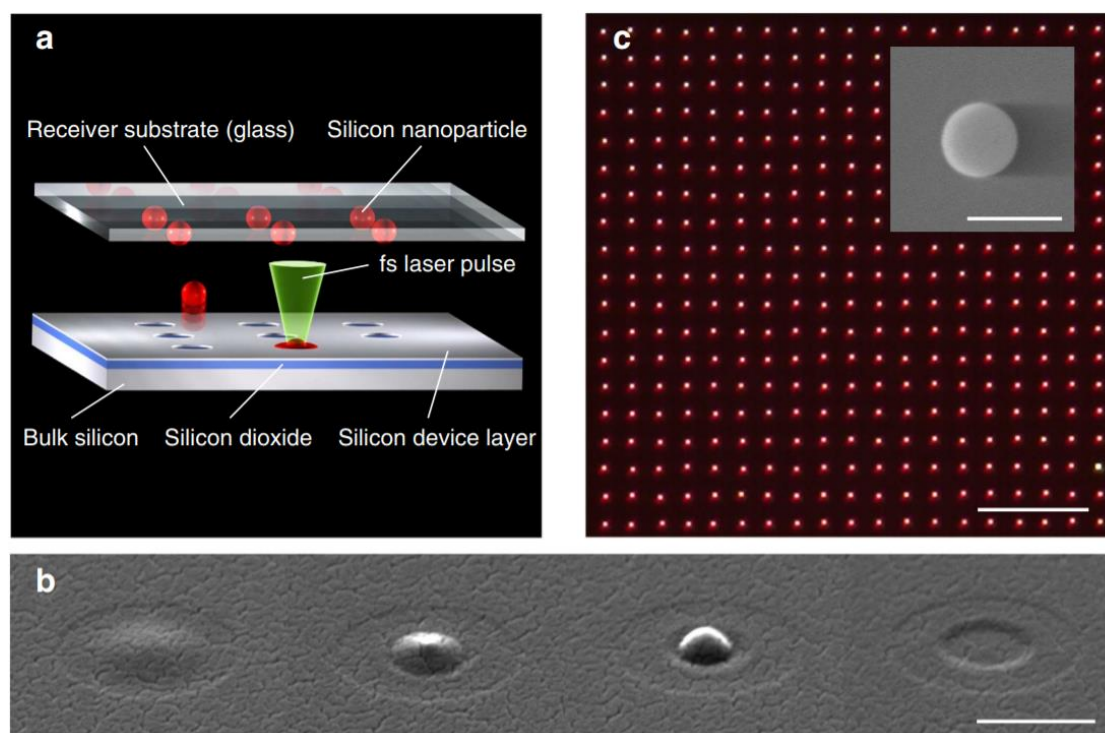 a
Receiver substrate (glass)
Silicon nanoparticle
fs laser pulse
Bulk silicon
Silicon dioxide
Silicon device layer
c
b